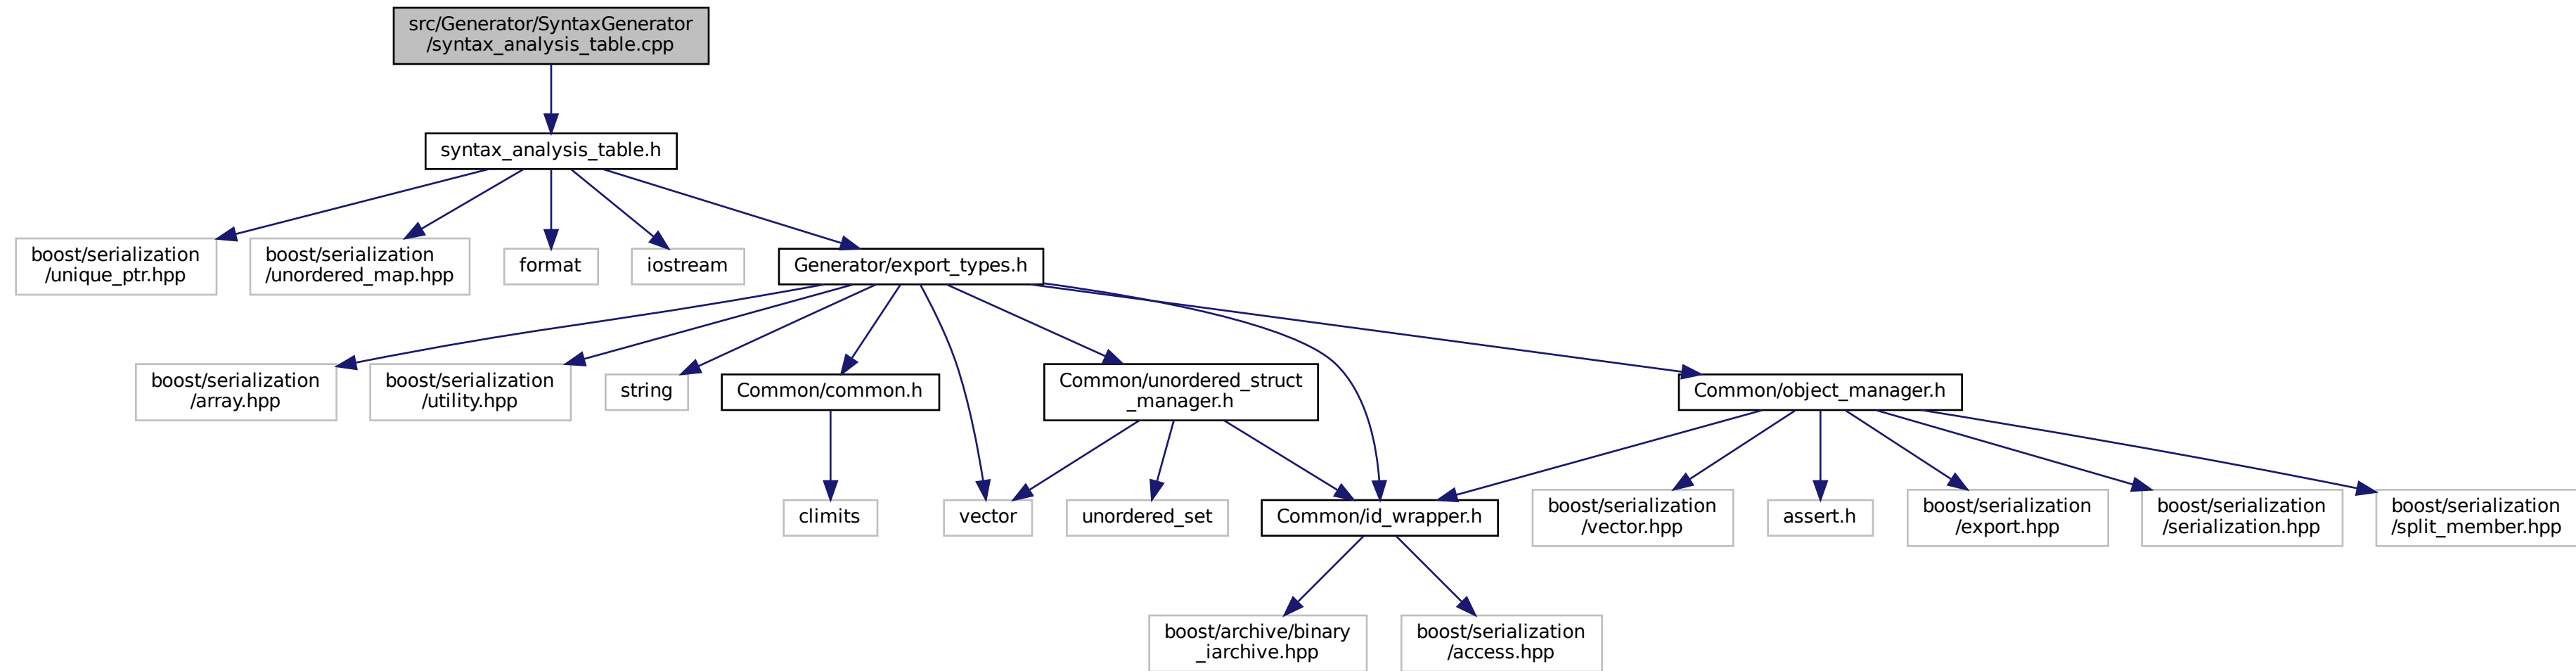 src/Generator/SyntaxGenerator
/syntax_analysis_table.cpp
syntax_analysis_table.h
boost/serialization
/unique_ptr.hpp
boost/serialization
/unordered_map.hpp
format
iostream
Generator/export_types.h
boost/serialization
/array.hpp
boost/serialization
/utility.hpp
string
Common/common.h
Common/unordered_struct
_manager.h
Common/object_manager.h
climits
vector
unordered_set
Common/id_wrapper.h
boost/serialization
/vector.hpp
assert.h
boost/serialization
/export.hpp
boost/serialization
/serialization.hpp
boost/serialization
/split_member.hpp
boost/archive/binary
_iarchive.hpp
boost/serialization
/access.hpp